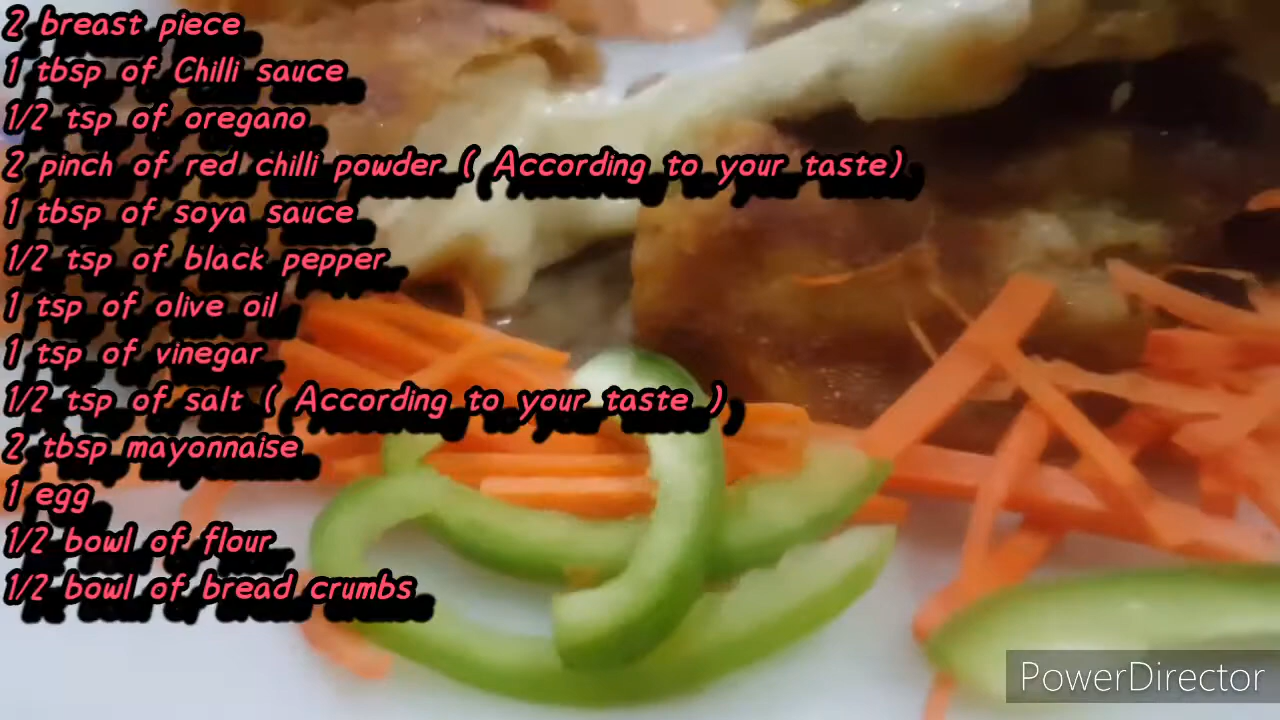 2 breast piece
1 tbsp of Chilli sauce
1/2 tsp of oregano
2 pinch of red chilli powder ( According to your taste)
1 tbsp of soya sauce
1/2 tsp of black pepper
1 tsp of olive oil
1 tsp of vinegar
1/2 tsp of salt ( According to your taste )
2 tbsp mayonnaise
1 egg
1/2 bowl of flour
1/2 bowl of bread crumbs
PowerDirector